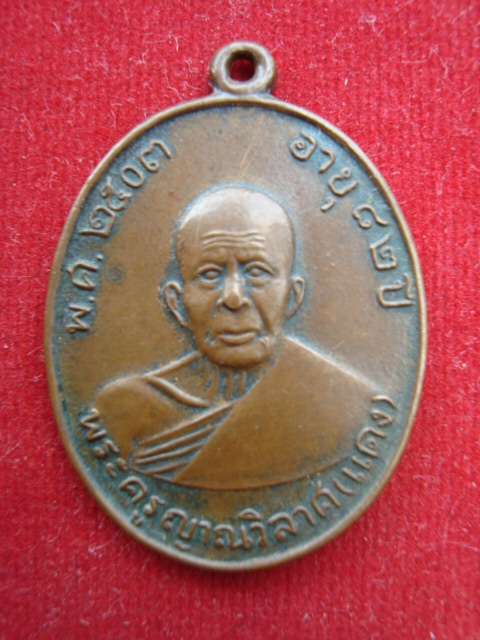 พ.ศ. ๒๕๐๓
อายุ ๘๒ ปี
พระครูญาณวิลาศ(แดง)